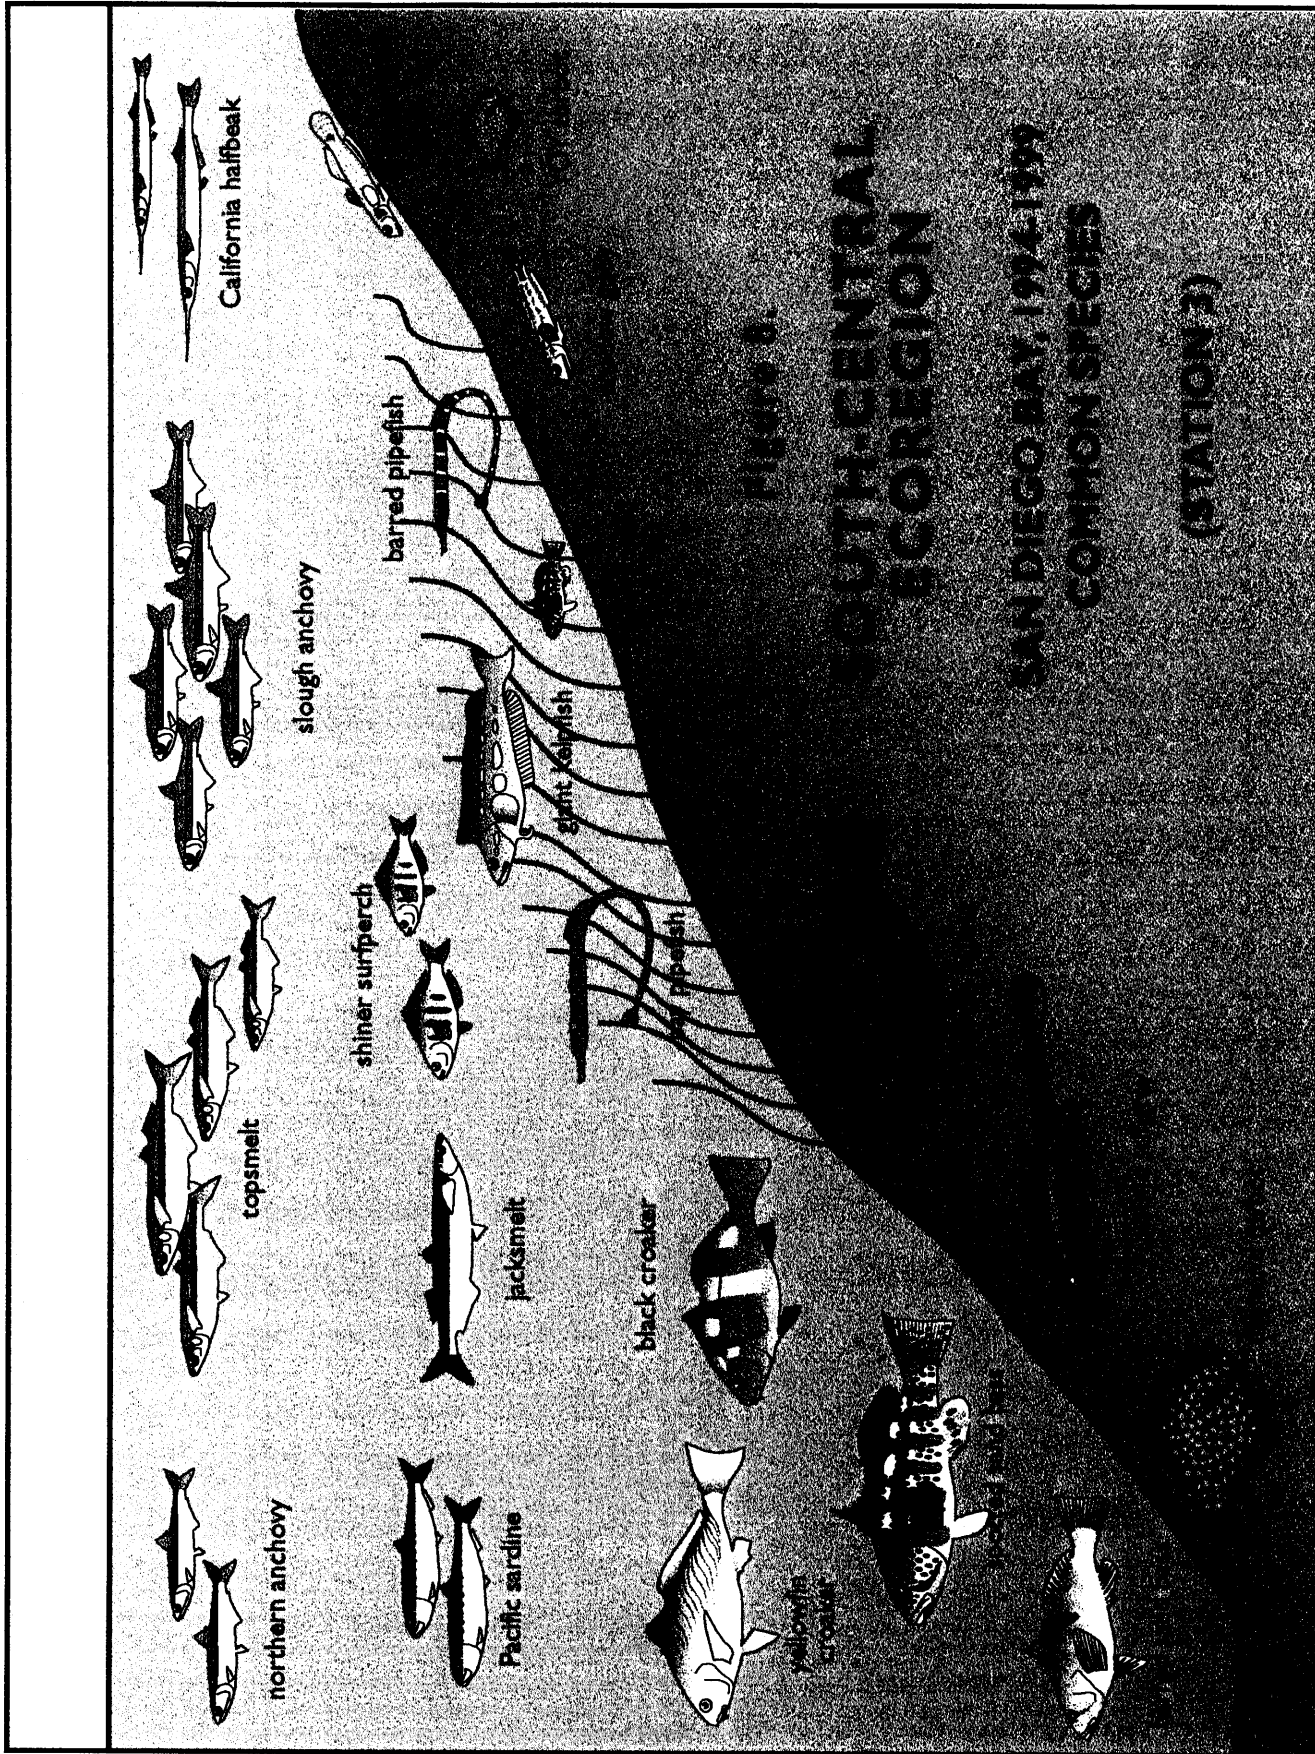 California halfbeak
slough anchovy
topsmelt
northern anchovy
barred pipefish
giant kelpfish
shiner surfperch
pipefish
jacksmelt
Pacific sardine
black croaker
yellowfin
croaker
Figure 8.
SOUTH-CENTRAL
ECOREGION
SAN DIEGO BAY, 1994-1999
COMMON SPECIES
(STATION 3)